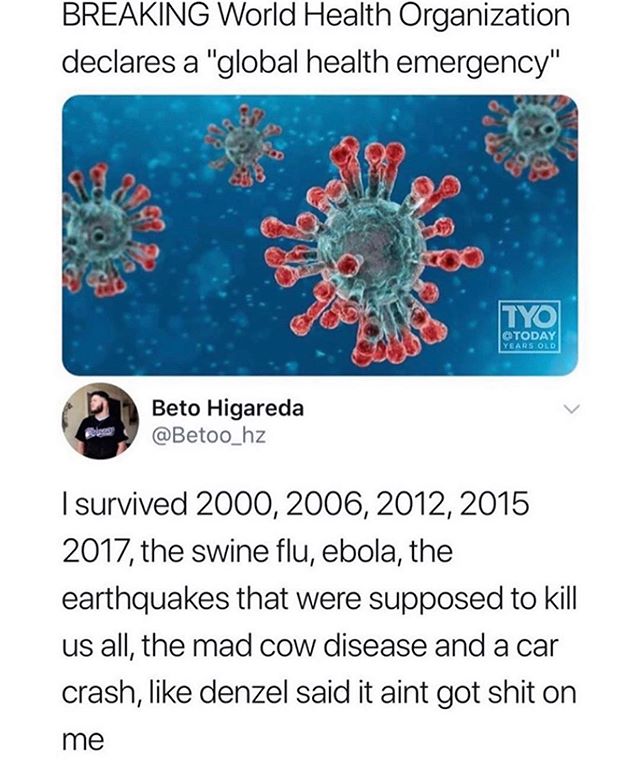 BREAKING World Health Organization
declares a "global health emergency"
TYO
@TODAY
YEARS OLD
Beto Higareda
@Betoo_hz
I survived 2000, 2006, 2012, 2015
2017, the swine flu, ebola, the
earthquakes that were supposed to kill
us all, the mad cow disease and a car
crash, like denzel said it aint got shit on
me